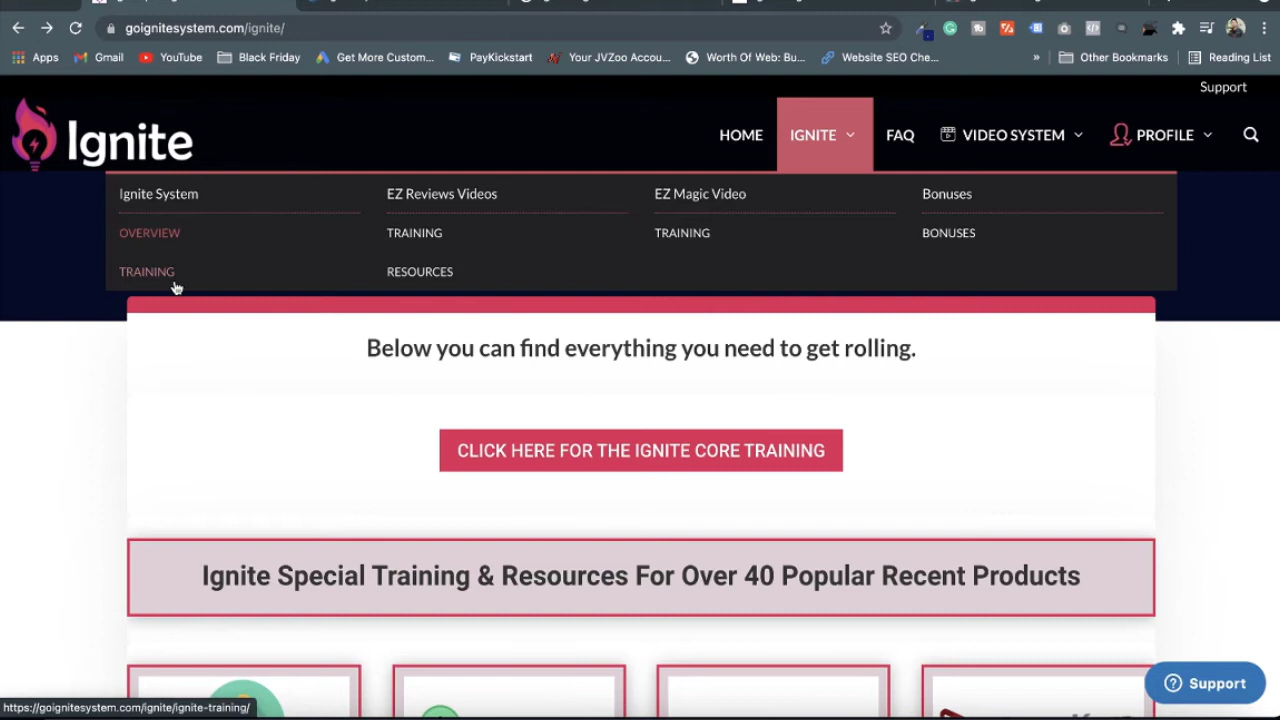 goignitesystem.com/ignite/
Apps
Gmail
YouTube
Black Friday
Get More Custom...
PayKickstart
Your JVZoo Accou...
Worth Of Web: Bu...
Website SEO Che...
»
Other Bookmarks
Reading List
Support
Ignite
HOME
IGNITE
FAQ
VIDEO SYSTEM
PROFILE
Ignite System
EZ Reviews Videos
EZ Magic Video
Bonuses
OVERVIEW
TRAINING
TRAINING
BONUSES
TRAINING
RESOURCES
Below you can find everything you need to get rolling.
CLICK HERE FOR THE IGNITE CORE TRAINING
Ignite Special Training & Resources For Over 40 Popular Recent Products
Support
https://goignitesystem.com/ignite/ignite-training/